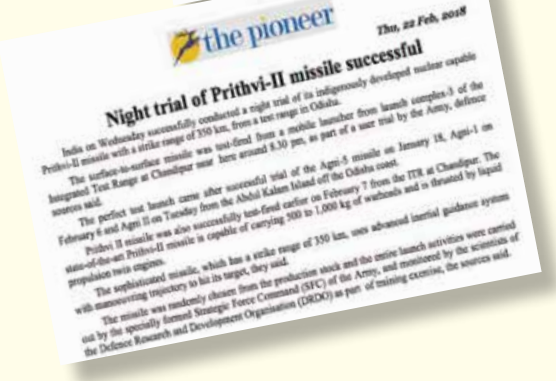 the pioneer
Thu, 22 Feb, 2018
Night trial of Prithvi-II missile successful
India on Wednesday successfully conducted a night trial of its indigenously developed nuclear capable
Prithvi-II missile with a strike range of 350 km, from a test range in Odisha.
The surface-to-surface missile was test-fired from a mobile launcher from launch complex-3 of the
Integrated Test Range at Chandipur near here around 8.30 pm, as part of a user trial by the Army, defence
sources said.
The perfect test launch came after successful trial of the Agni-5 missile on January 18, Agni-1 on
February 6 and Agni II on Tuesday from the Abdul Kalam Island off the Odisha coast.
Prithvi II missile was also successfully test-fired earlier on February 7 from the ITR at Chandipur. The
state-of-the-art Prithvi-II missile is capable of carrying 500 to 1,000 kg of warheads and is thrusted by liquid
propulsion twin engines.
The sophisticated missile, which has a strike range of 350 km, uses advanced inertial guidance system
with manoeuvring trajectory to hit its target, they said.
The missile was randomly chosen from the production stock and the entire launch activities were carried
out by the specially formed Strategic Force Command (SFC) of the Army, and monitored by the scientists of
the Defence Research and Development Organisation (DRDO) as part of training exercise, the sources said.